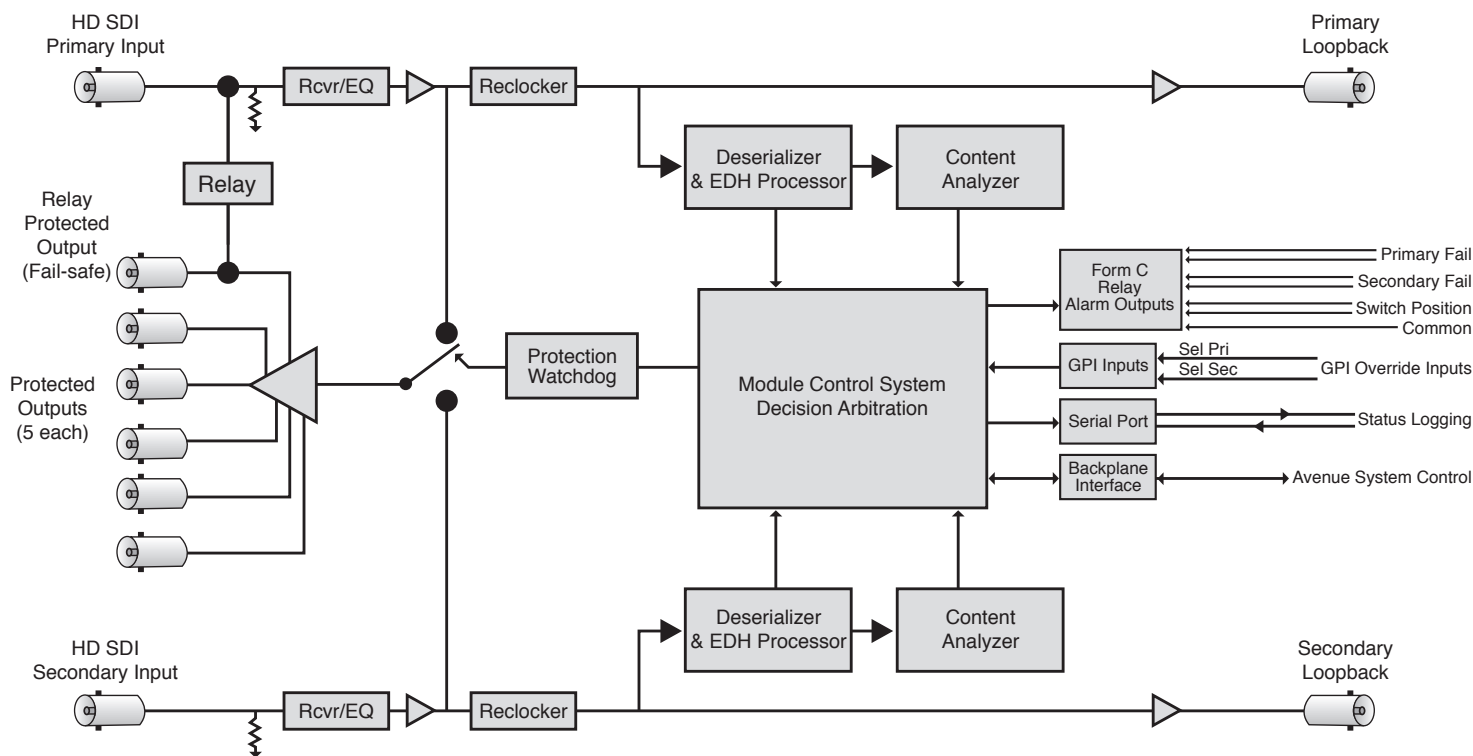 HD SDI
Primary Input
Primary
Loopback
Rcvr/EQ
Reclocker
Deserializer
& EDH Processor
Content
Analyzer
Relay
Relay
Protected
Output
(Fail-safe)
Form C
Relay
Alarm Outputs
Primary Fail
Secondary Fail
Switch Position
Common
Protection
Watchdog
Module Control System
Decision Arbitration
GPI Inputs
Sel Pri
Sel Sec
GPI Override Inputs
Protected
Outputs
(5 each)
Serial Port
Status Logging
Backplane
Interface
Avenue System Control
Deserializer
& EDH Processor
Content
Analyzer
HD SDI
Secondary Input
Rcvr/EQ
Reclocker
Secondary
Loopback